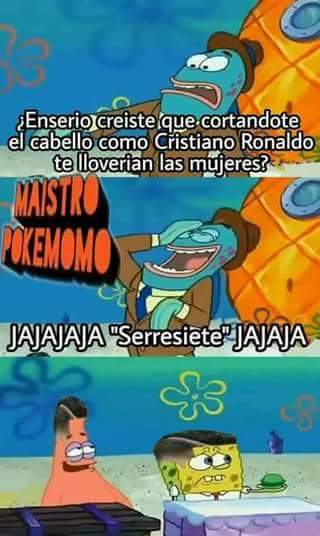 ¿Enserio creiste que cortandote
el cabello como Cristiano Ronaldo
te lloverian las mujeres?
MAISTRO
POKEMOMO
JAJAJAJA "Serresiete" JAJAJA